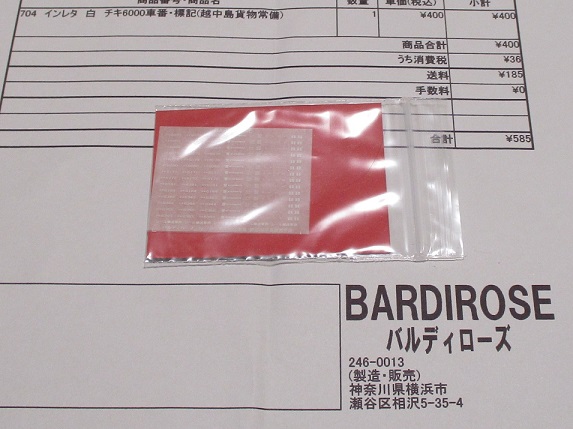 商品番号・商品名 数量 単価(税込) 小計
704 インレタ 白 チキ6000車番・標記(越中島貨物常備) 1 ¥400 ¥400
商品合計 ¥400
うち消費税 ¥36
送料 ¥185
手数料 ¥0
合計 ¥585
BARDIROSE
バルディローズ
246-0013
(製造・販売)
神奈川県横浜市
瀬谷区相沢5-35-4